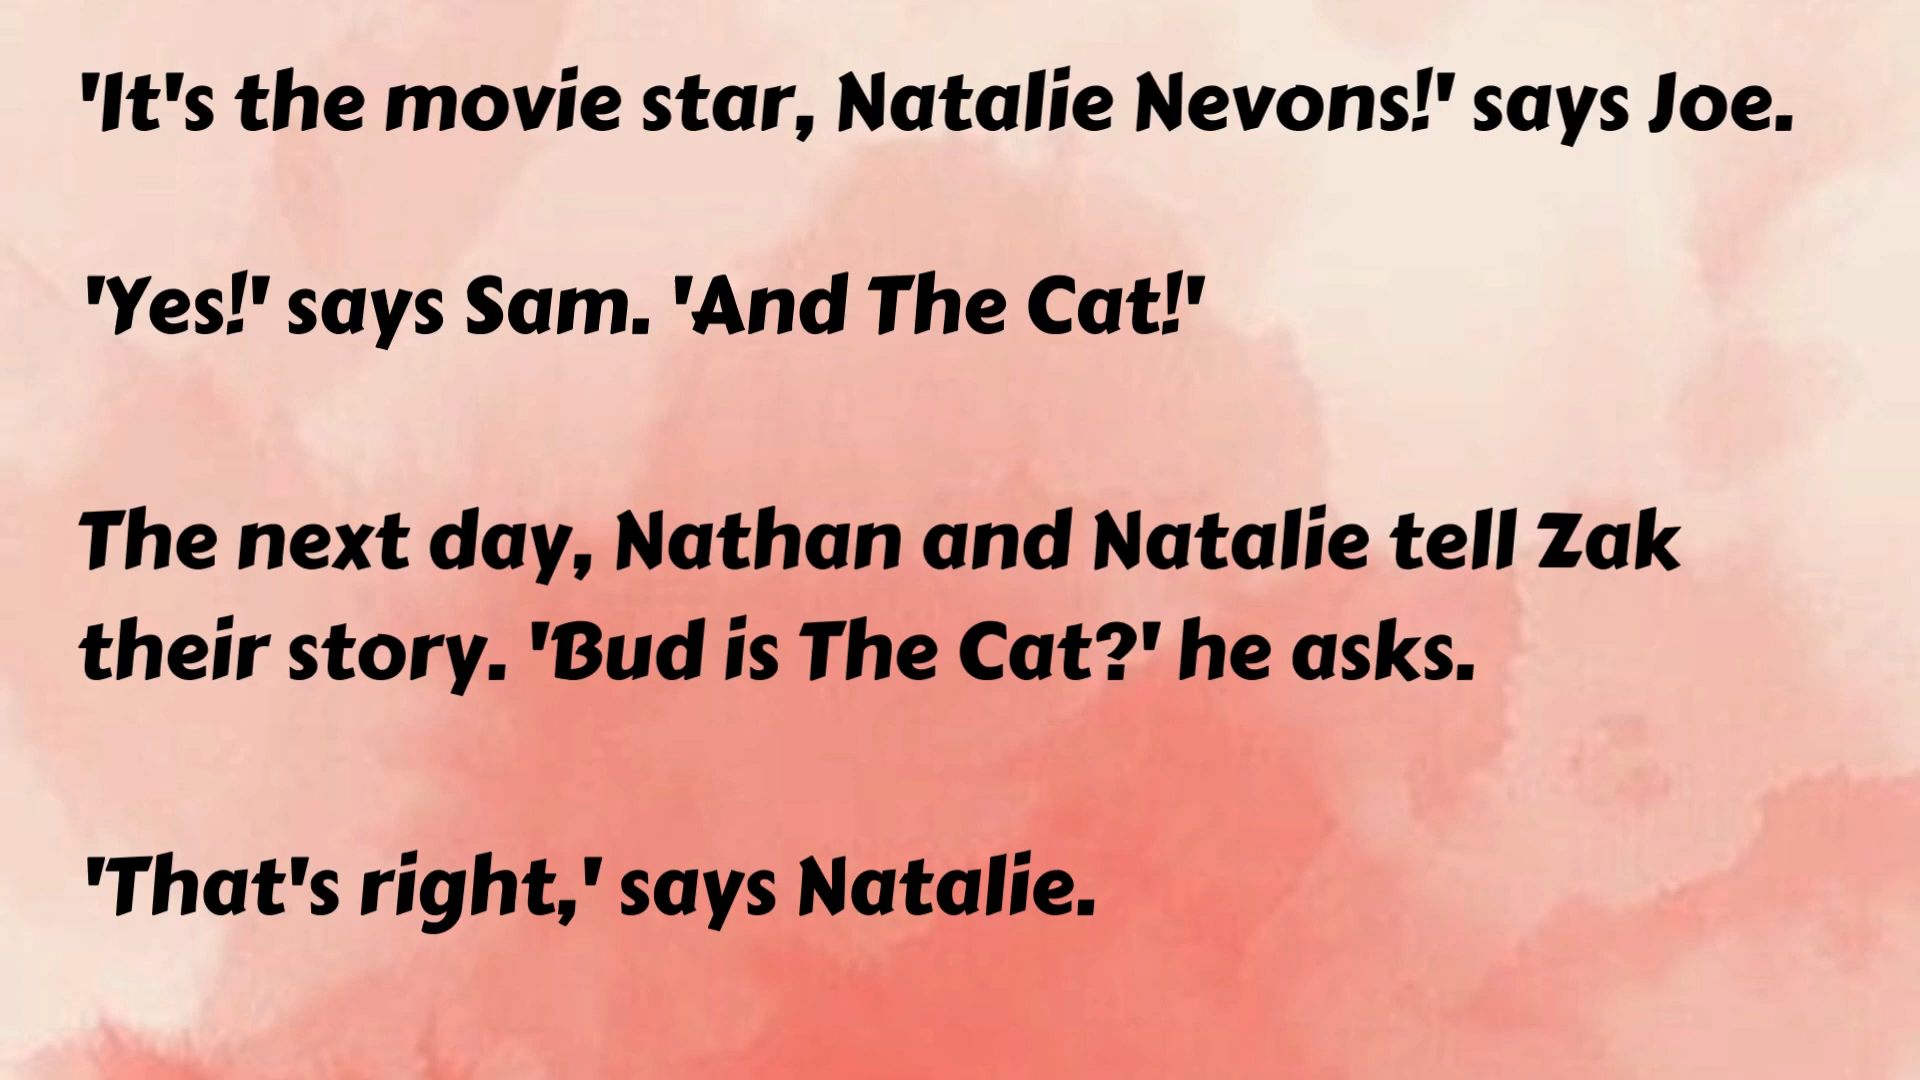 'It's the movie star, Natalie Nevons!' says Joe.
'Yes!' says Sam. 'And The Cat!'
The next day, Nathan and Natalie tell Zak
their story. 'Bud is The Cat?' he asks.
'That's right,' says Natalie.